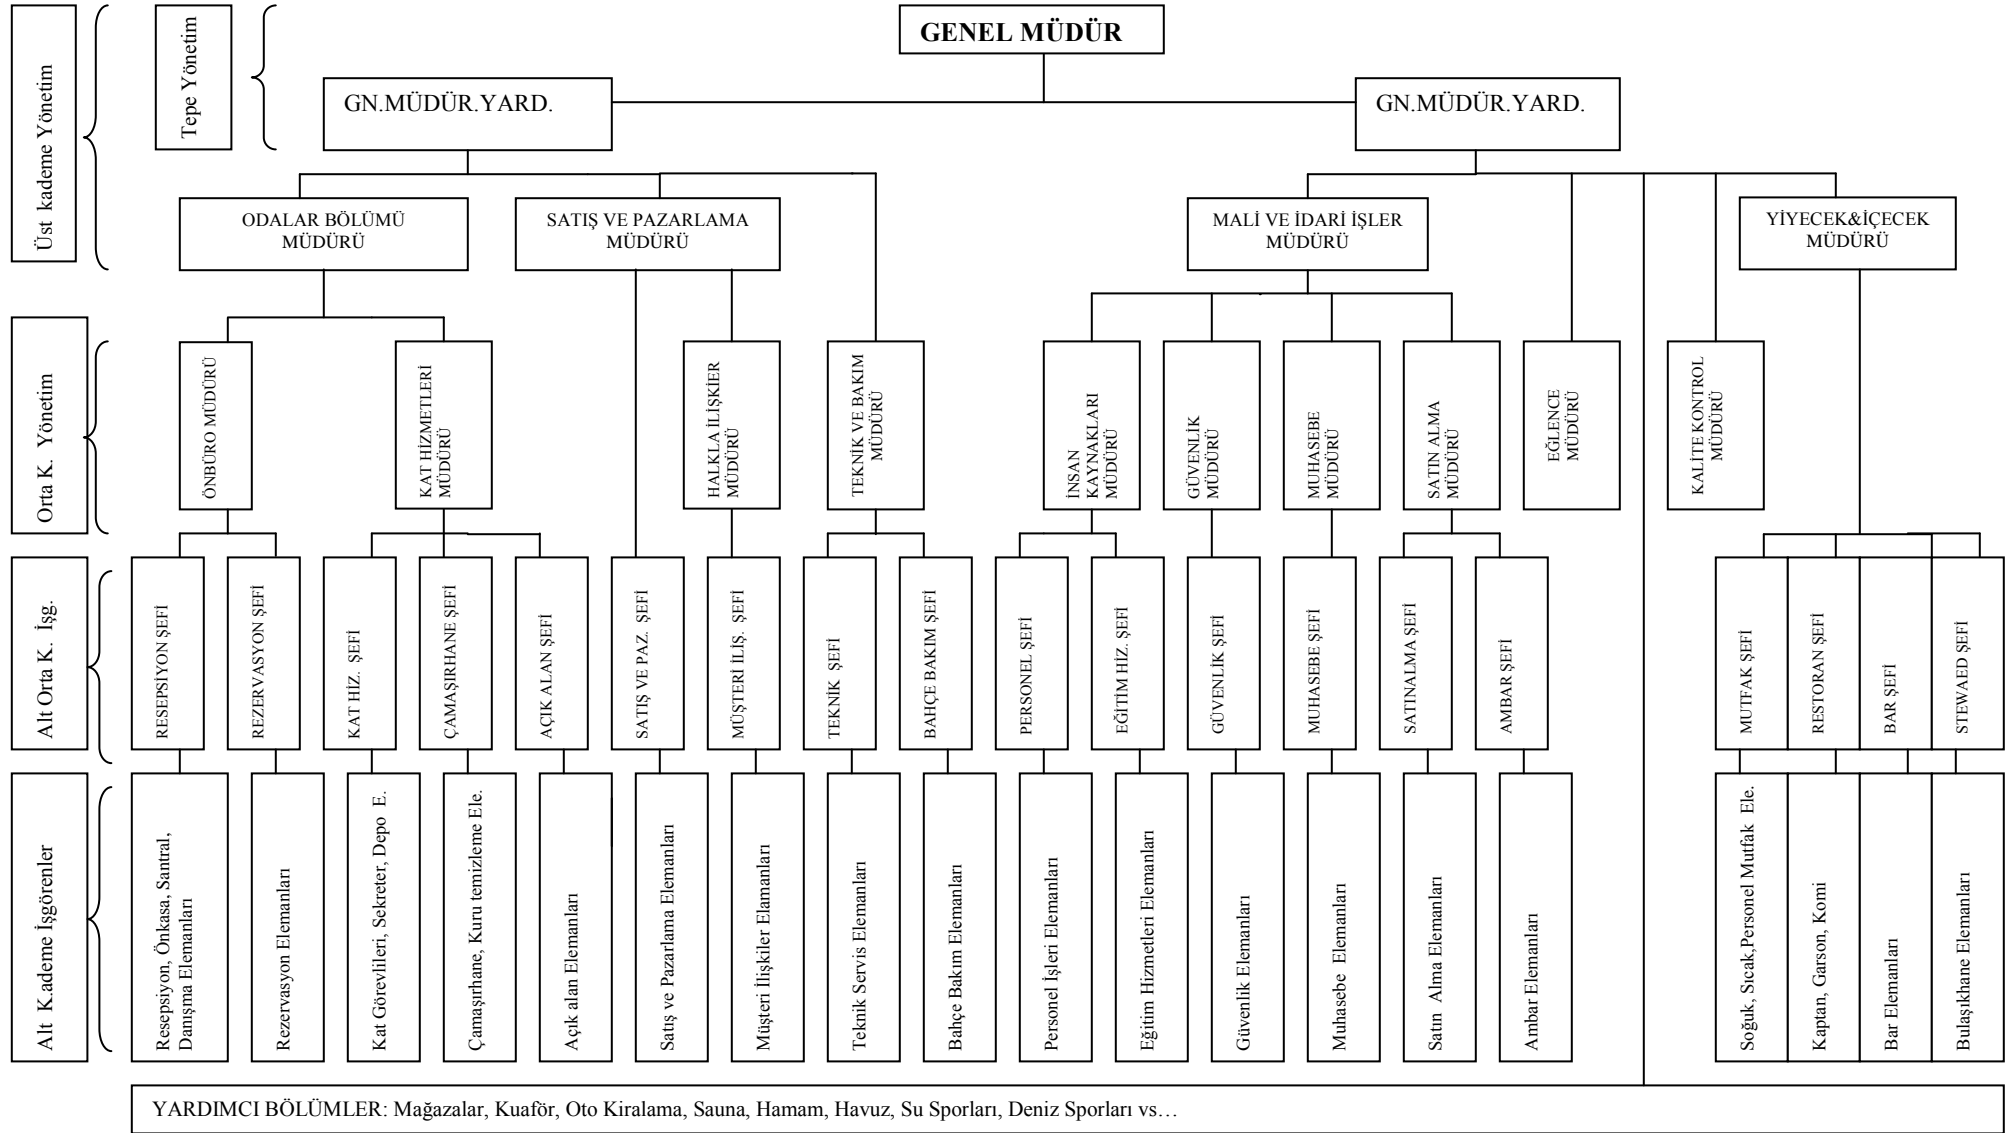 GENEL MÜDÜR
Üst kademe Yönetim
Tepe Yönetim
GN.MÜDÜR.YARD.
GN.MÜDÜR.YARD.
ODALAR BÖLÜMÜ
MÜDÜRÜ
SATIŞ VE PAZARLAMA
MÜDÜRÜ
MALİ VE İDARİ İŞLER
MÜDÜRÜ
YİYECEK&İÇECEK
MÜDÜRÜ
Orta K. Yönetim
ÖNBÜRO MÜDÜRÜ
KAT HİZMETLERİ
MÜDÜRÜ
HALKLA İLİŞKİER
MÜDÜRÜ
TEKNİK VE BAKIM
MÜDÜRÜ
İNSAN
KAYNAKLARI
MÜDÜRÜ
GÜVENLİK
MÜDÜRÜ
MUHASEBE
MÜDÜRÜ
SATIN ALMA
MÜDÜRÜ
EĞLENCE
MÜDÜRÜ
KALİTE KONTROL
MÜDÜRÜ
Alt Orta K. İşg.
RESEPSİYON ŞEFİ
REZERVASYON ŞEFİ
KAT HİZ. ŞEFİ
ÇAMAŞIRHANE ŞEFİ
AÇIK ALAN ŞEFİ
SATIŞ VE PAZ. ŞEFİ
MÜŞTERİ İLİŞ. ŞEFİ
TEKNİK ŞEFİ
BAHÇE BAKIM ŞEFİ
PERSONEL ŞEFİ
EĞİTİM HİZ. ŞEFİ
GÜVENLİK ŞEFİ
MUHASEBE ŞEFİ
SATINALMA ŞEFİ
AMBAR ŞEFİ
MUTFAK ŞEFİ
RESTORAN ŞEFİ
BAR ŞEFİ
STEWAED ŞEFİ
Alt K.ademe İşgörenler
Resepsiyon, Önkasa, Santral,
Danışma Elemanları
Rezervasyon Elemanları
Kat Görevlileri, Sekreter, Depo E.
Çamaşırhane, Kuru temizleme Ele.
Açık alan Elemanları
Satış ve Pazarlama Elemanları
Müşteri İlişkiler Elamanları
Teknik Servis Elemanları
Bahçe Bakım Elemanları
Personel İşleri Elemanları
Eğitim Hizmetleri Elemanları
Güvenlik Elemanları
Muhasebe Elemanları
Satın Alma Elemanları
Ambar Elemanları
Soğuk, Sıcak,Personel Mutfak Ele.
Kaptan, Garson, Komi
Bar Elemanları
Bulaşıkhane Elemanları
YARDIMCI BÖLÜMLER: Mağazalar, Kuaför, Oto Kiralama, Sauna, Hamam, Havuz, Su Sporları, Deniz Sporları vs…